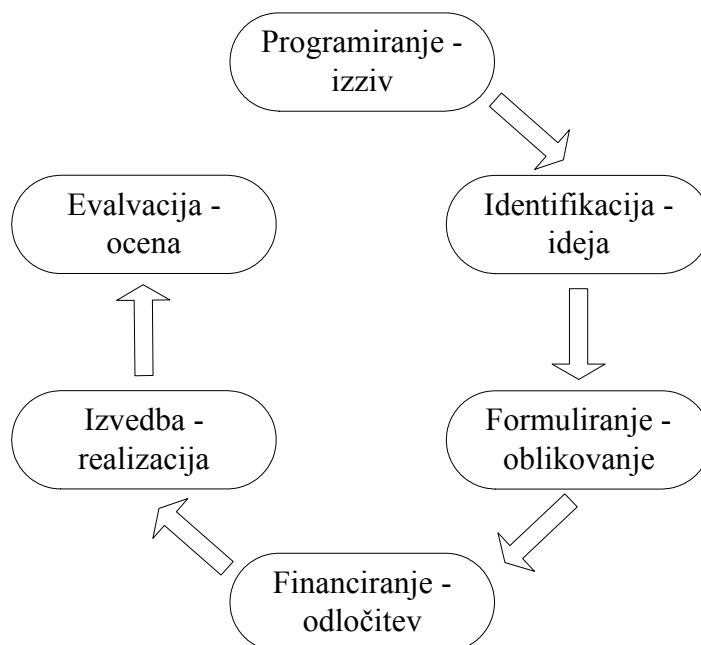 Programiranje -
izziv
Identifikacija -
ideja
Formuliranje -
oblikovanje
Financiranje -
odločitev
Izvedba -
realizacija
Evalvacija -
ocena